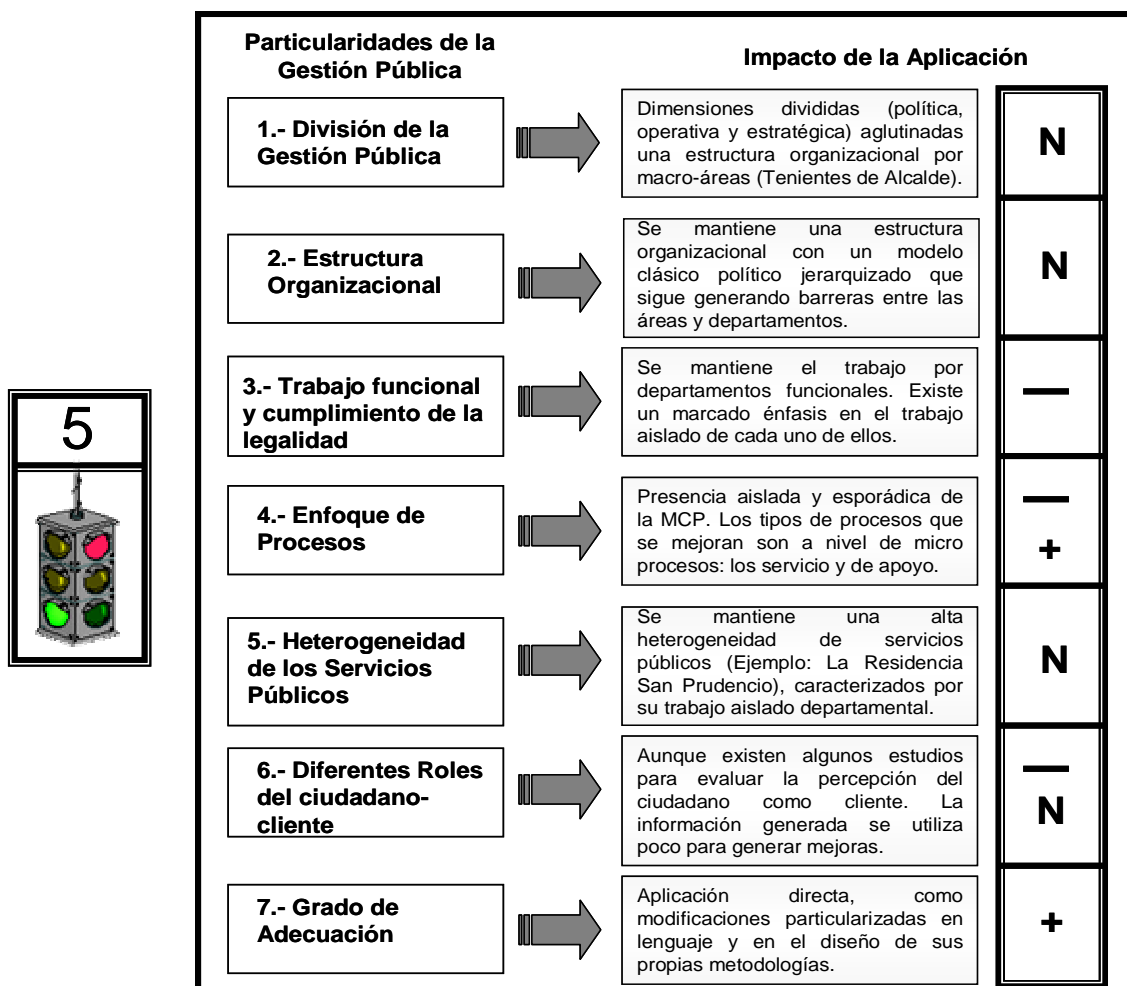 Particularidades de la
Gestión Pública
Impacto de la Aplicación
1.- División de la
Gestión Pública
Dimensiones divididas (política,
operativa y estratégica) aglutinadas
una estructura organizacional por
macro-áreas (Tenientes de Alcalde).
N
2.- Estructura
Organizacional
Se mantiene una estructura
organizacional con un modelo
clásico político jerarquizado que
sigue generando barreras entre las
áreas y departamentos.
N
3.- Trabajo funcional
y cumplimiento de la
legalidad
Se mantiene el trabajo por
departamentos funcionales. Existe
un marcado énfasis en el trabajo
aislado de cada uno de ellos.
—
5
4.- Enfoque de
Procesos
Presencia aislada y esporádica de
la MCP. Los tipos de procesos que
se mejoran son a nivel de micro
procesos: los servicio y de apoyo.
—
+
5.- Heterogeneidad
de los Servicios
Públicos
Se mantiene una alta
heterogeneidad de servicios
públicos (Ejemplo: La Residencia
San Prudencio), caracterizados por
su trabajo aislado departamental.
N
6.- Diferentes Roles
del ciudadano-
cliente
Aunque existen algunos estudios
para evaluar la percepción del
ciudadano como cliente. La
información generada se utiliza
poco para generar mejoras.
—
N
7.- Grado de
Adecuación
Aplicación directa, como
modificaciones particularizadas en
lenguaje y en el diseño de sus
propias metodologías.
+